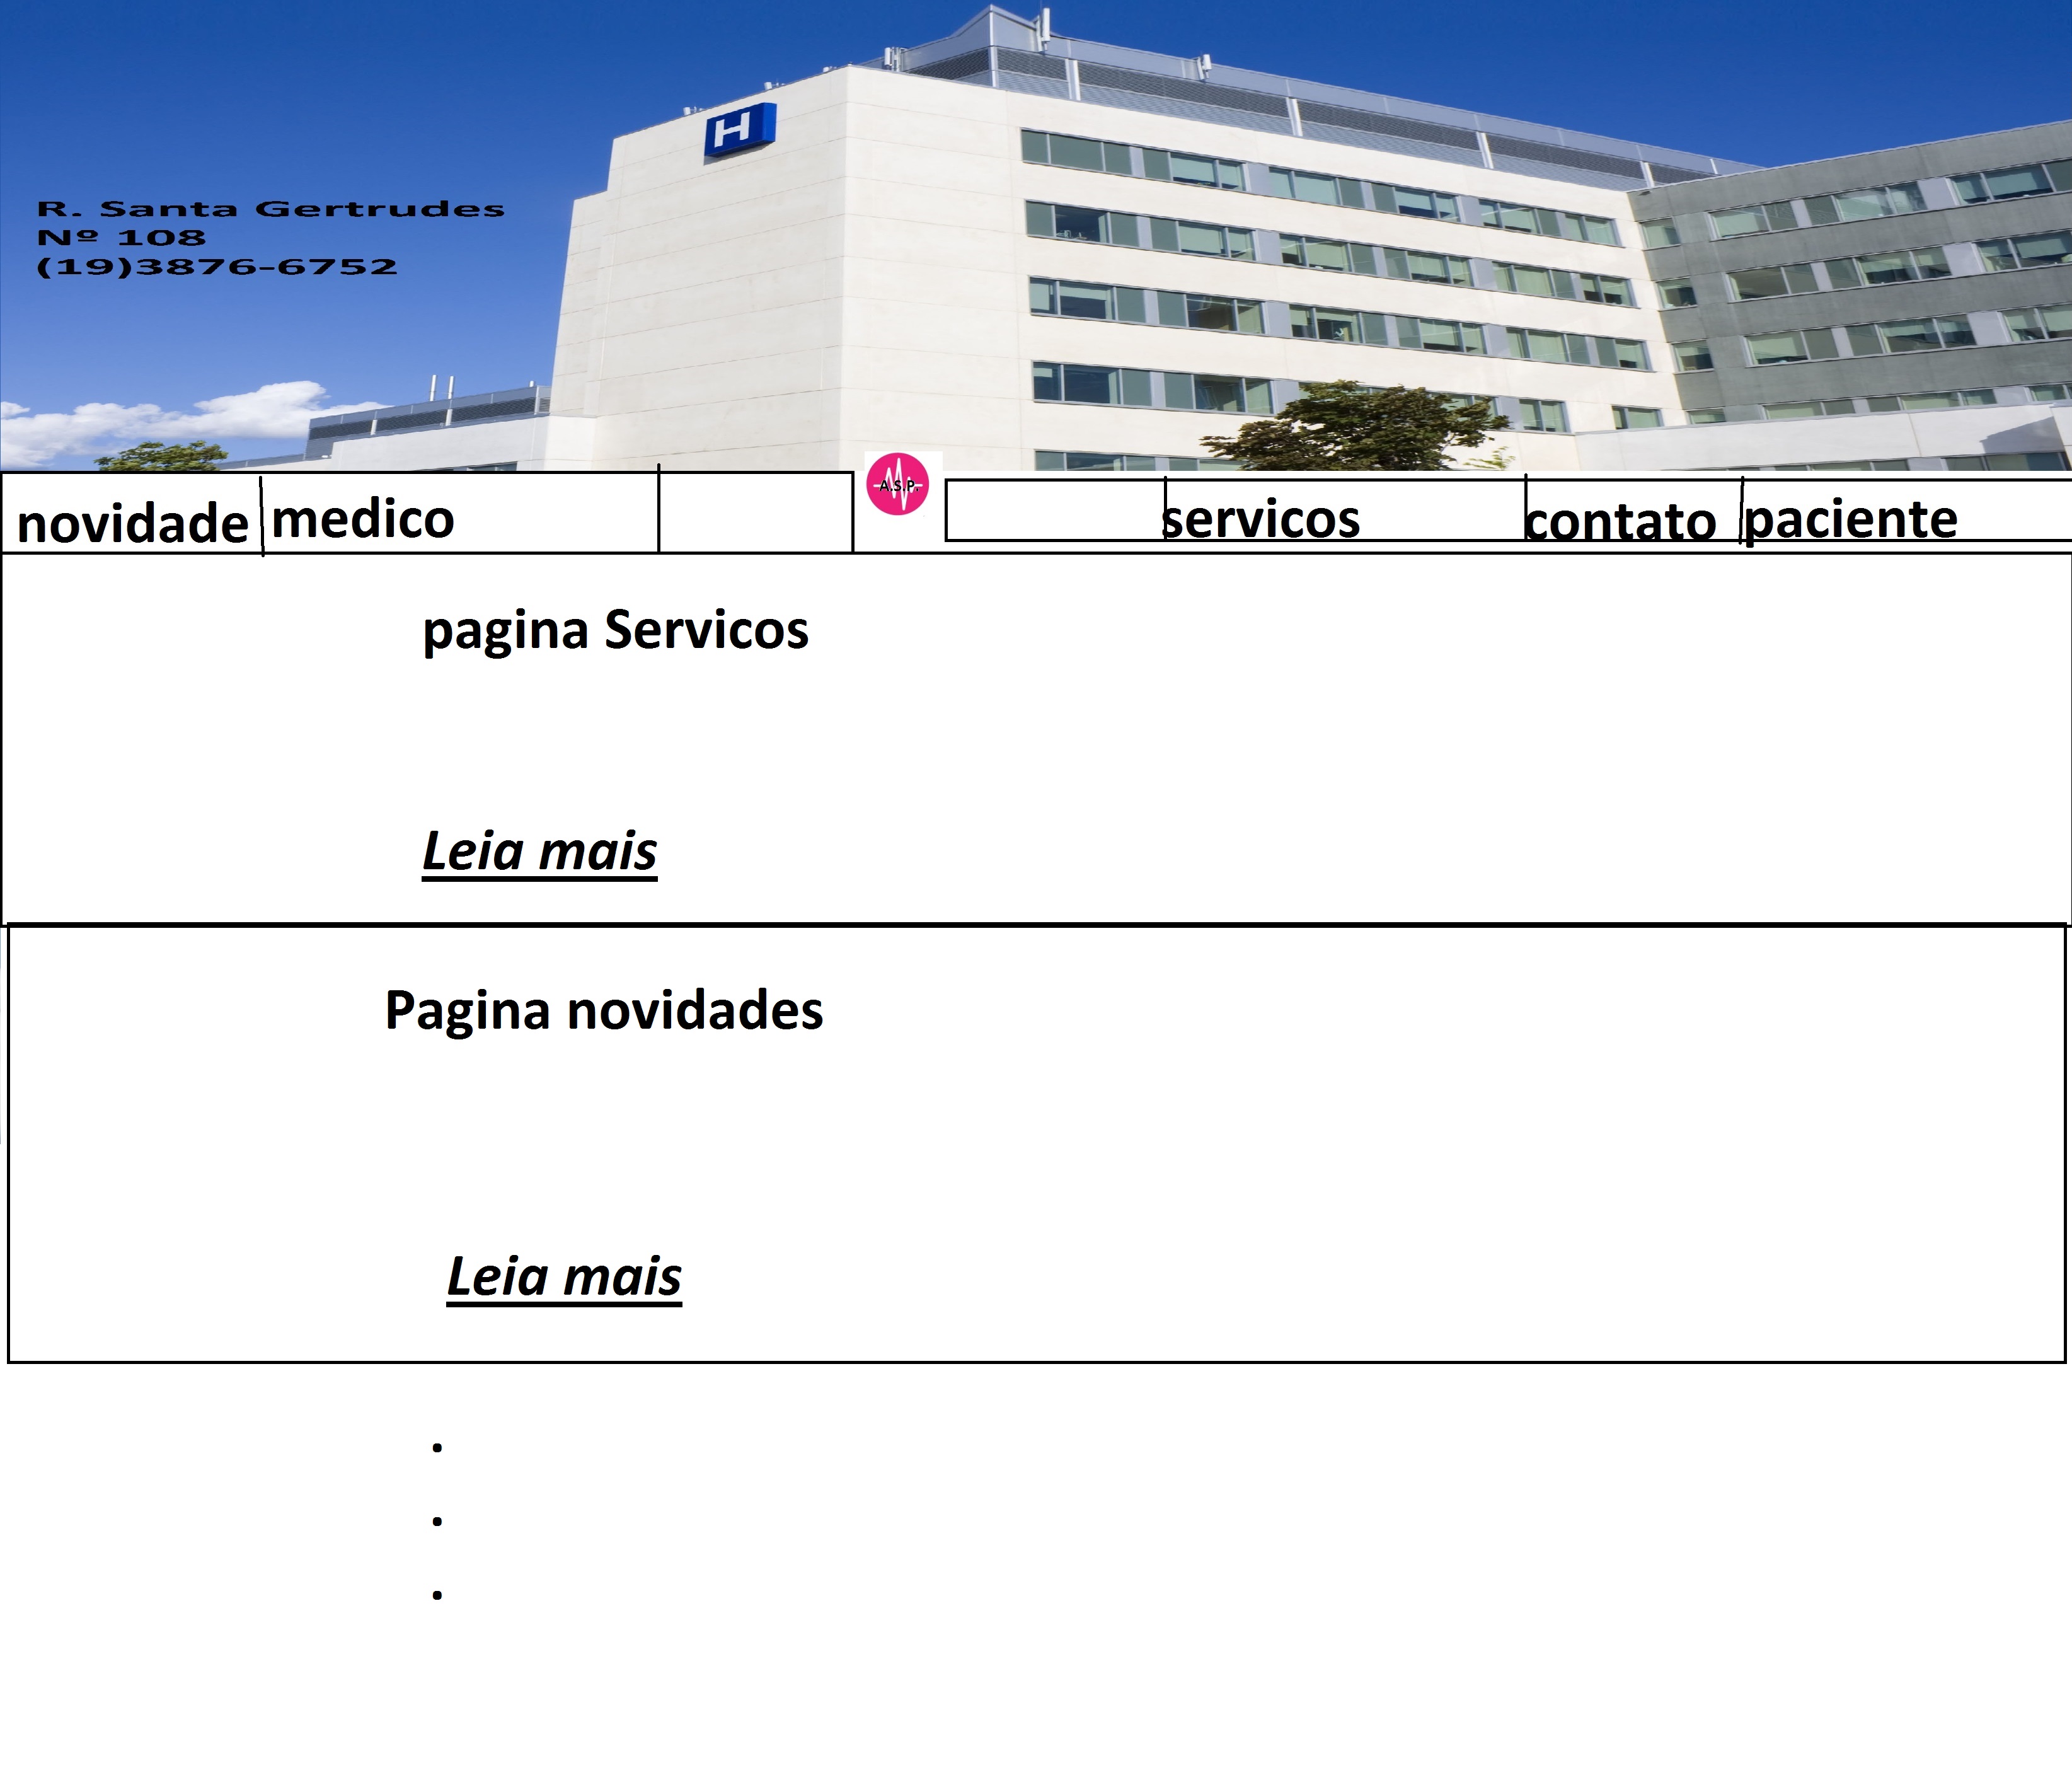 H
R. Santa Gertrudes
Nº 108
(19)3876-6752
novidade medico A.S.P. servicos contato paciente
pagina Servicos
Leia mais
Pagina novidades
Leia mais
.
.
.